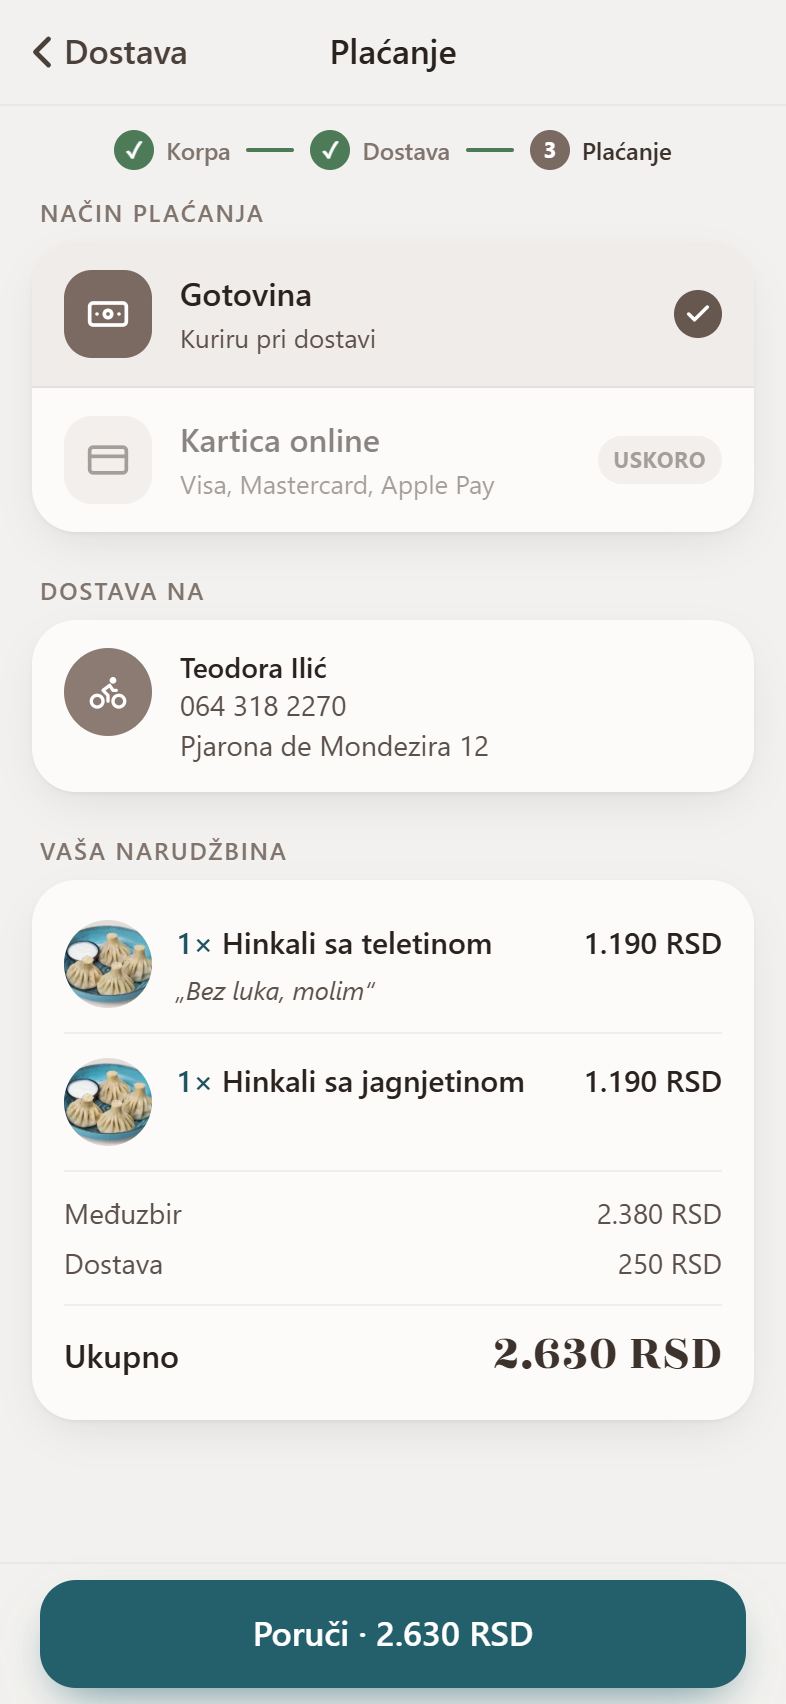 Dostava
Plaćanje
Korpa
Dostava
3 Plaćanje
NAČIN PLAĆANJA
Gotovina
Kuriru pri dostavi
Kartica online
USKORO
Visa, Mastercard, Apple Pay
DOSTAVA NA
Teodora Ilić
064 318 2270
Pjarona de Mondezira 12
VAŠA NARUDŽBINA
1× Hinkali sa teletinom 1.190 RSD
„Bez luka, molim“
1× Hinkali sa jagnjetinom 1.190 RSD
Međuzbir 2.380 RSD
Dostava 250 RSD
Ukupno 2.630 RSD
Poruči · 2.630 RSD